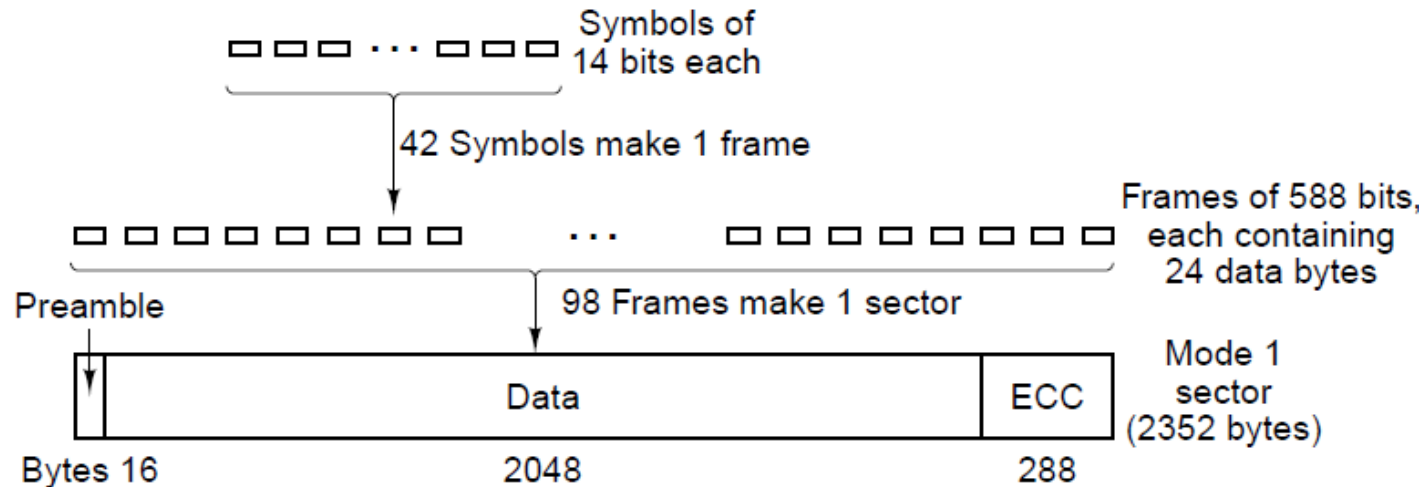 Symbols of
14 bits each
. . .
42 Symbols make 1 frame
Frames of 588 bits,
each containing
24 data bytes
. . .
Preamble
98 Frames make 1 sector
Mode 1
sector
(2352 bytes)
Data
ECC
Bytes 16
2048
288